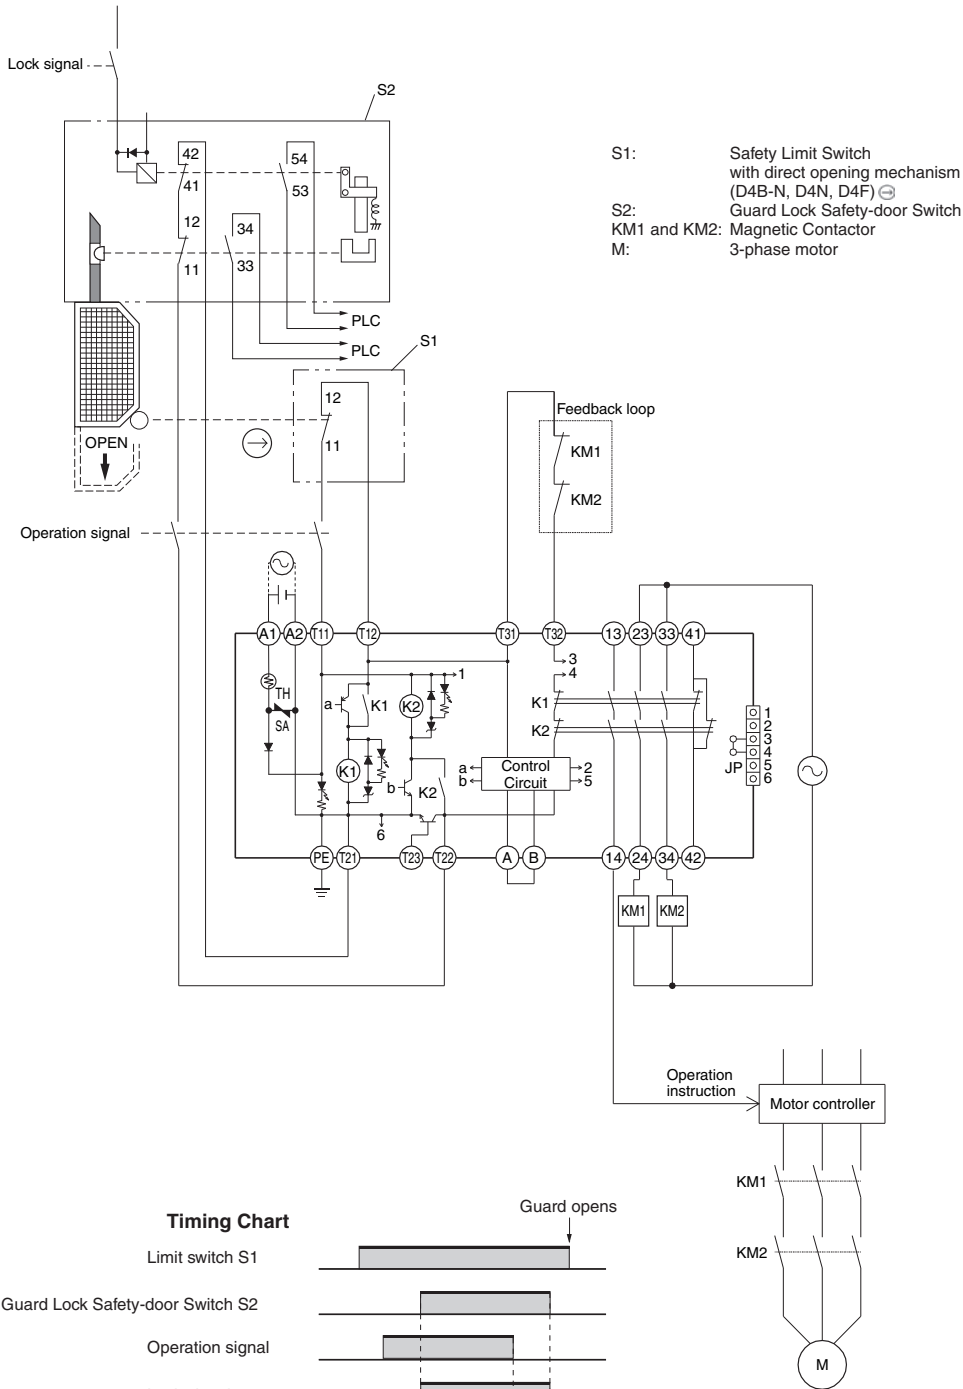 Lock signal
S2
42
41
54
53
12
11
34
33
PLC
PLC
S1:
Safety Limit Switch
with direct opening mechanism
(D4B-N, D4N, D4F)
S2:
Guard Lock Safety-door Switch
KM1 and KM2:
Magnetic Contactor
M:
3-phase motor
S1
12
11
OPEN
Feedback loop
KM1
KM2
Operation signal
A1
A2
T11
T12
T31
T32
13
23
33
41
TH
SA
a
K1
K1
b
K2
K2
1
6
3
4
K1
K2
a
b
Control
Circuit
2
5
JP
1
2
3
4
5
6
PE
T21
T23
T22
A
B
14
24
34
42
KM1
KM2
Operation
instruction
Motor controller
KM1
KM2
M
Timing Chart
Guard opens
Limit switch S1
Guard Lock Safety-door Switch S2
Operation signal